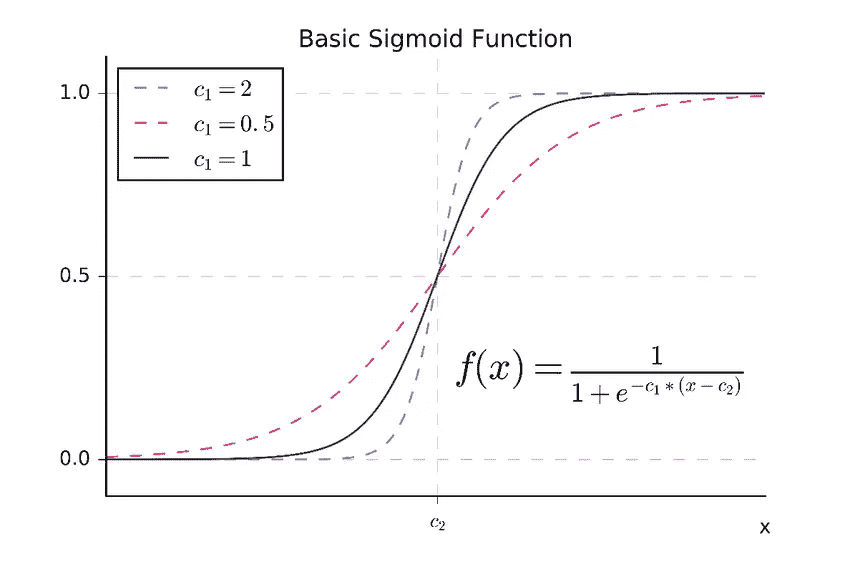 Basic Sigmoid Function
1.0
0.5
0.0
c₁ = 2
c₁ = 0.5
c₁ = 1
f(x) = 1 / (1 + e^(−c₁*(x−c₂)))
c₂
x